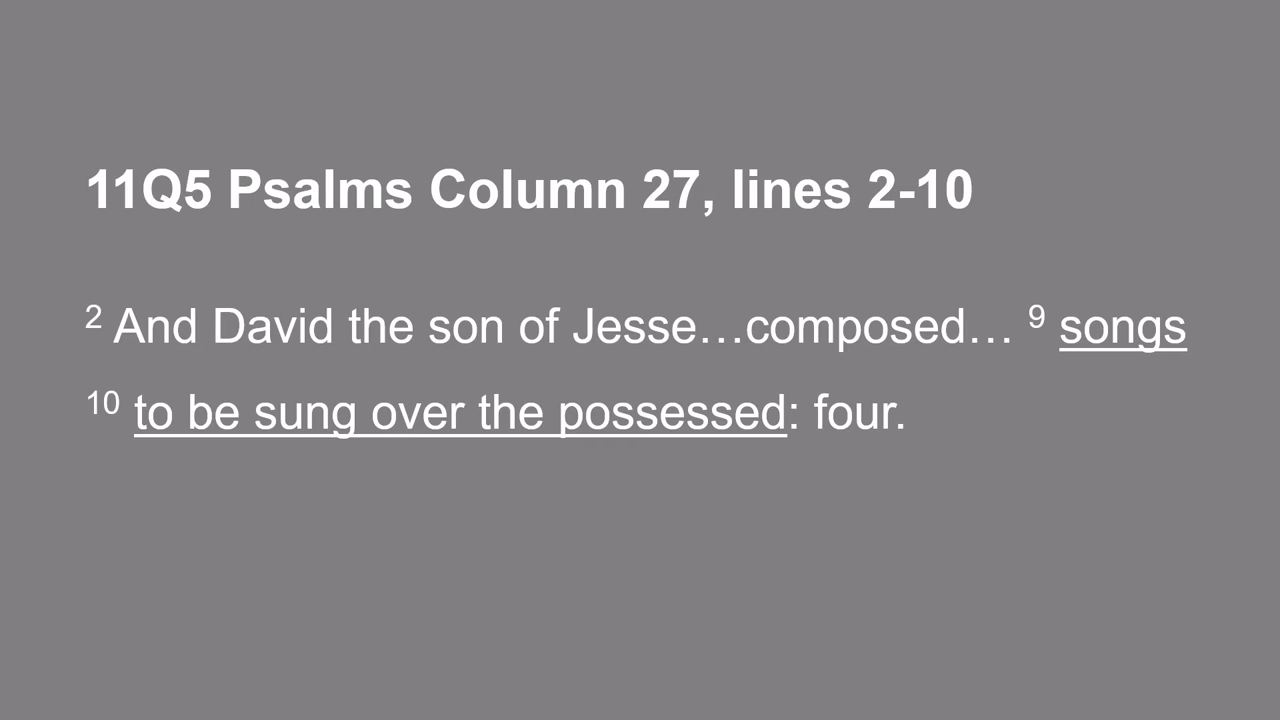 11Q5 Psalms Column 27, lines 2-10
2 And David the son of Jesse…composed… 9 songs
10 to be sung over the possessed: four.